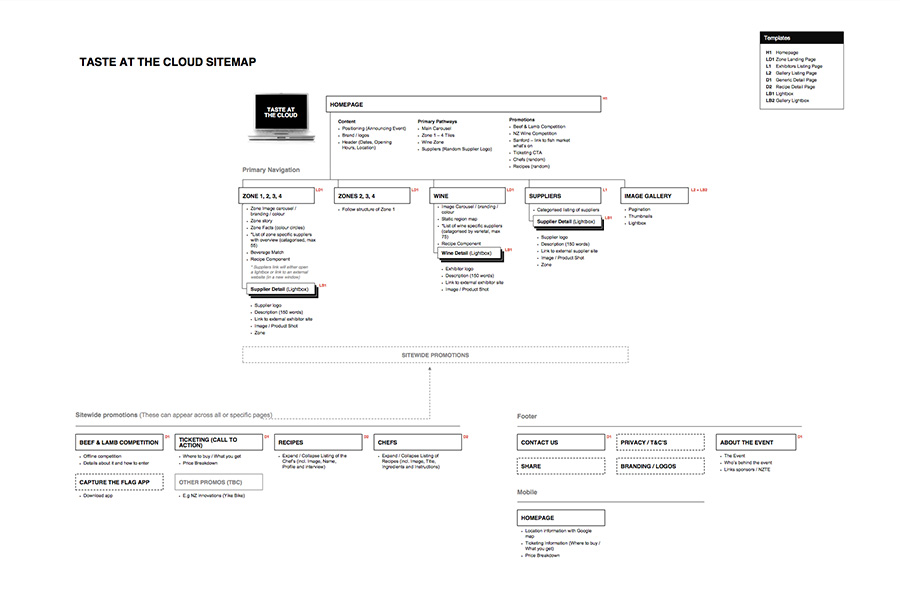 TASTE AT THE CLOUD SITEMAP
Templates
H1 Homepage
LD1 Zone Landing Page
L1 Exhibitors Listing Page
L2 Gallery Listing Page
D1 Generic Detail Page
D2 Recipe Detail Page
LB1 Lightbox
LB2 Gallery Lightbox
TASTE AT
THE CLOUD
HOMEPAGE
H1
Content
Positioning (Announcing Event)
Brand / logos
Header (Dates, Opening
Hours, Location)
Primary Pathways
Main Carousel
Zone 1 – 4 Tiles
Wine Zone
Suppliers (Random Supplier Logo)
Promotions
Beef & Lamb Competition
NZ Wine Competition
Sanford – link to fish market
what's on
Ticketing CTA
Chefs (random)
Recipes (random)
Primary Navigation
ZONE 1, 2, 3, 4
LD1
Zone Image carousel /
branding / colour
Zone story
Zone Facts (colour circles)
*List of zone specific suppliers
with overview (categorised, max
55)
Beverage Match
Recipe Component
* Suppliers link will either open
a lightbox or link to an external
website (in a new window)
Supplier Detail (Lightbox)
LB1
Supplier logo
Description (150 words)
Link to external exhibitor site
Image / Product Shot
Zone
ZONES 2, 3, 4
LD1
Follow structure of Zone 1
WINE
LD1
Image Carousel / branding /
colour
Static region map
*List of wine specific suppliers
(catagorised by varietal, max
75)
Recipe Component
Wine Detail (Lightbox)
LB1
Exhibitor logo
Description (150 words)
Link to external exhibitor site
Image / Product Shot
SUPPLIERS
L1
Categorised listing of suppliers
Supplier Detail (Lightbox)
LB1
Supplier logo
Description (150 words)
Link to external supplier site
Image / Product Shot
Zone
IMAGE GALLERY
L2 + LB2
Pagination
Thumbnails
Lightbox
SITEWIDE PROMOTIONS
Sitewide promotions (These can appear across all or specific pages)
BEEF & LAMB COMPETITION
D1
Offline competition
Details about it and how to enter
TICKETING (CALL TO
ACTION)
D1
Where to buy / What you get
Price Breakdown
RECIPES
D2
Expand / Collapse Listing of the
Chef's (incl. Image, Name,
Profile and interview)
CHEFS
D2
Expand / Collapse Listing of
Recipes (incl. Image, Title,
Ingredients and Instructions)
CAPTURE THE FLAG APP
Download app
OTHER PROMOS (TBC)
E.g NZ innovations (Yike Bike)
Footer
CONTACT US
D1
PRIVACY / T&C'S
ABOUT THE EVENT
D1
The Event
Who's behind the event
Links sponsors / NZTE
SHARE
BRANDING / LOGOS
Mobile
HOMEPAGE
Location information with Google
map
Ticketing Information (Where to buy /
What you get)
Price Breakdown